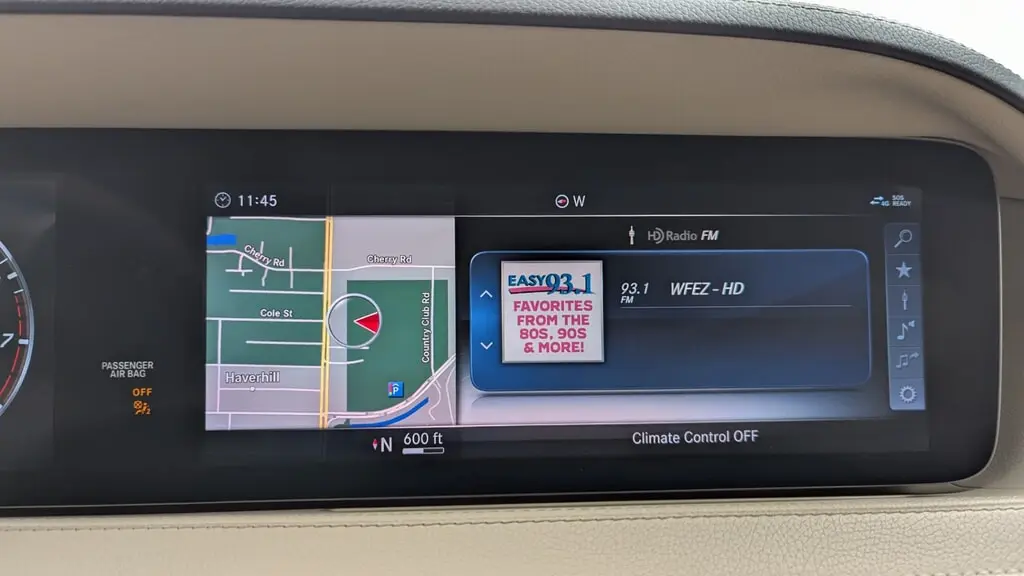 11:45
W
4G
SOS
READY
HD Radio FM
Cherry Rd
Cherry Rd
Cole St
Country Club Rd
Haverhill
P
EASY 93.1
FAVORITES
FROM THE
80S, 90S
& MORE!
93.1
FM
WFEZ - HD
7
PASSENGER
AIR BAG
OFF
N
600 ft
Climate Control OFF